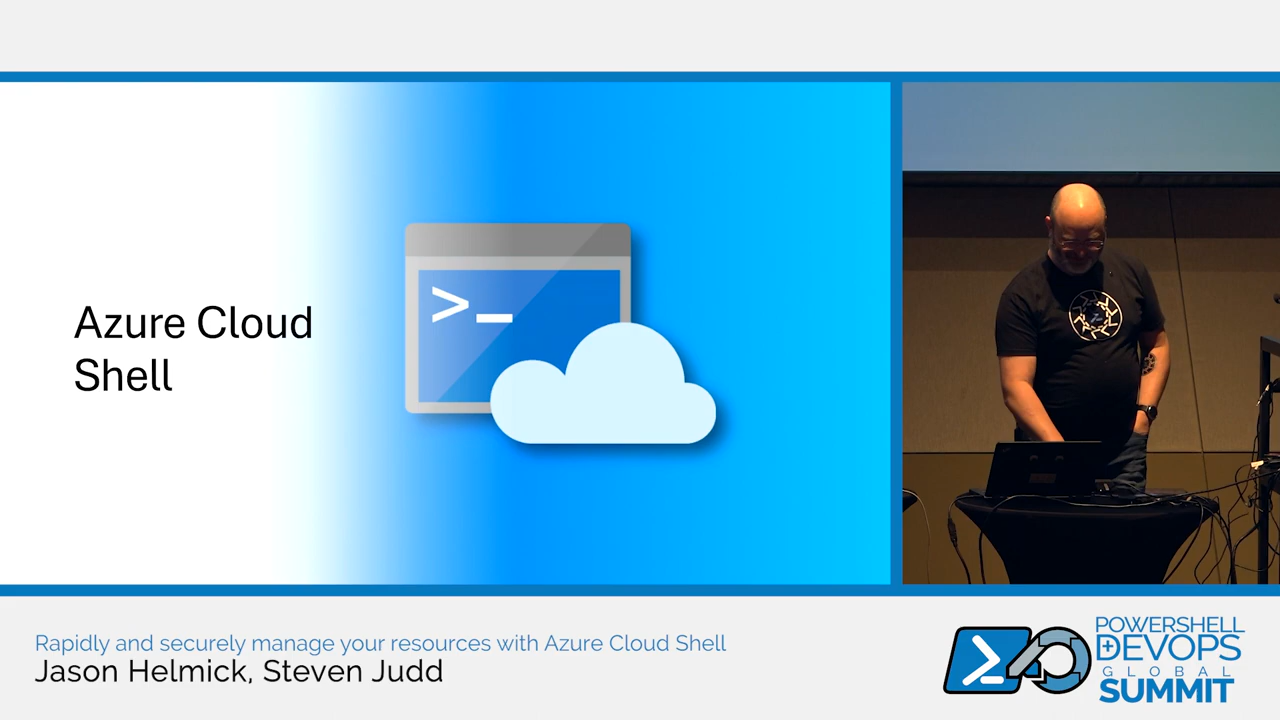 Azure Cloud
Shell
>_
Rapidly and securely manage your resources with Azure Cloud Shell
Jason Helmick, Steven Judd
POWERSHELL
+DEVOPS
GLOBAL
SUMMIT